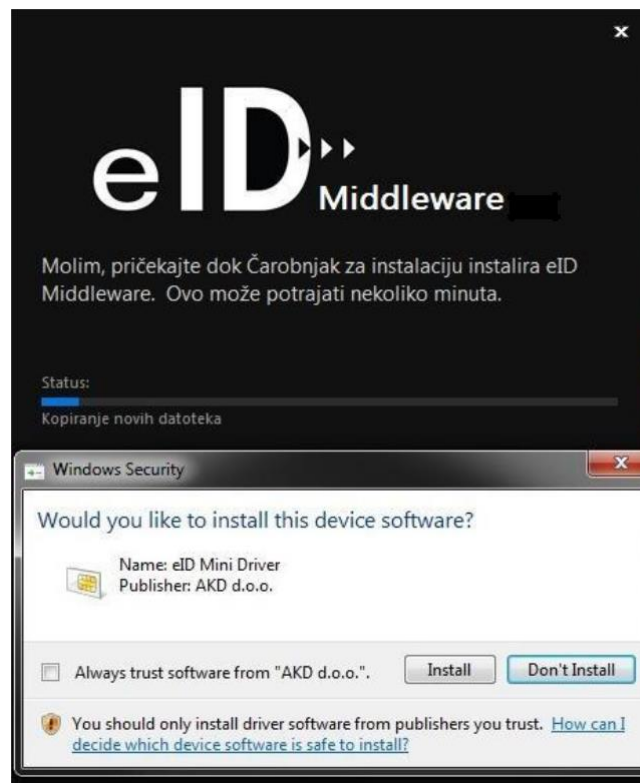 eID
Middleware
Molim, pričekajte dok Čarobnjak za instalaciju instalira eID
Middleware. Ovo može potrajati nekoliko minuta.
Status:
Kopiranje novih datoteka
Windows Security
Would you like to install this device software?
Name: eID Mini Driver
Publisher: AKD d.o.o.
Always trust software from "AKD d.o.o.".
Install
Don't Install
You should only install driver software from publishers you trust. How can I
decide which device software is safe to install?